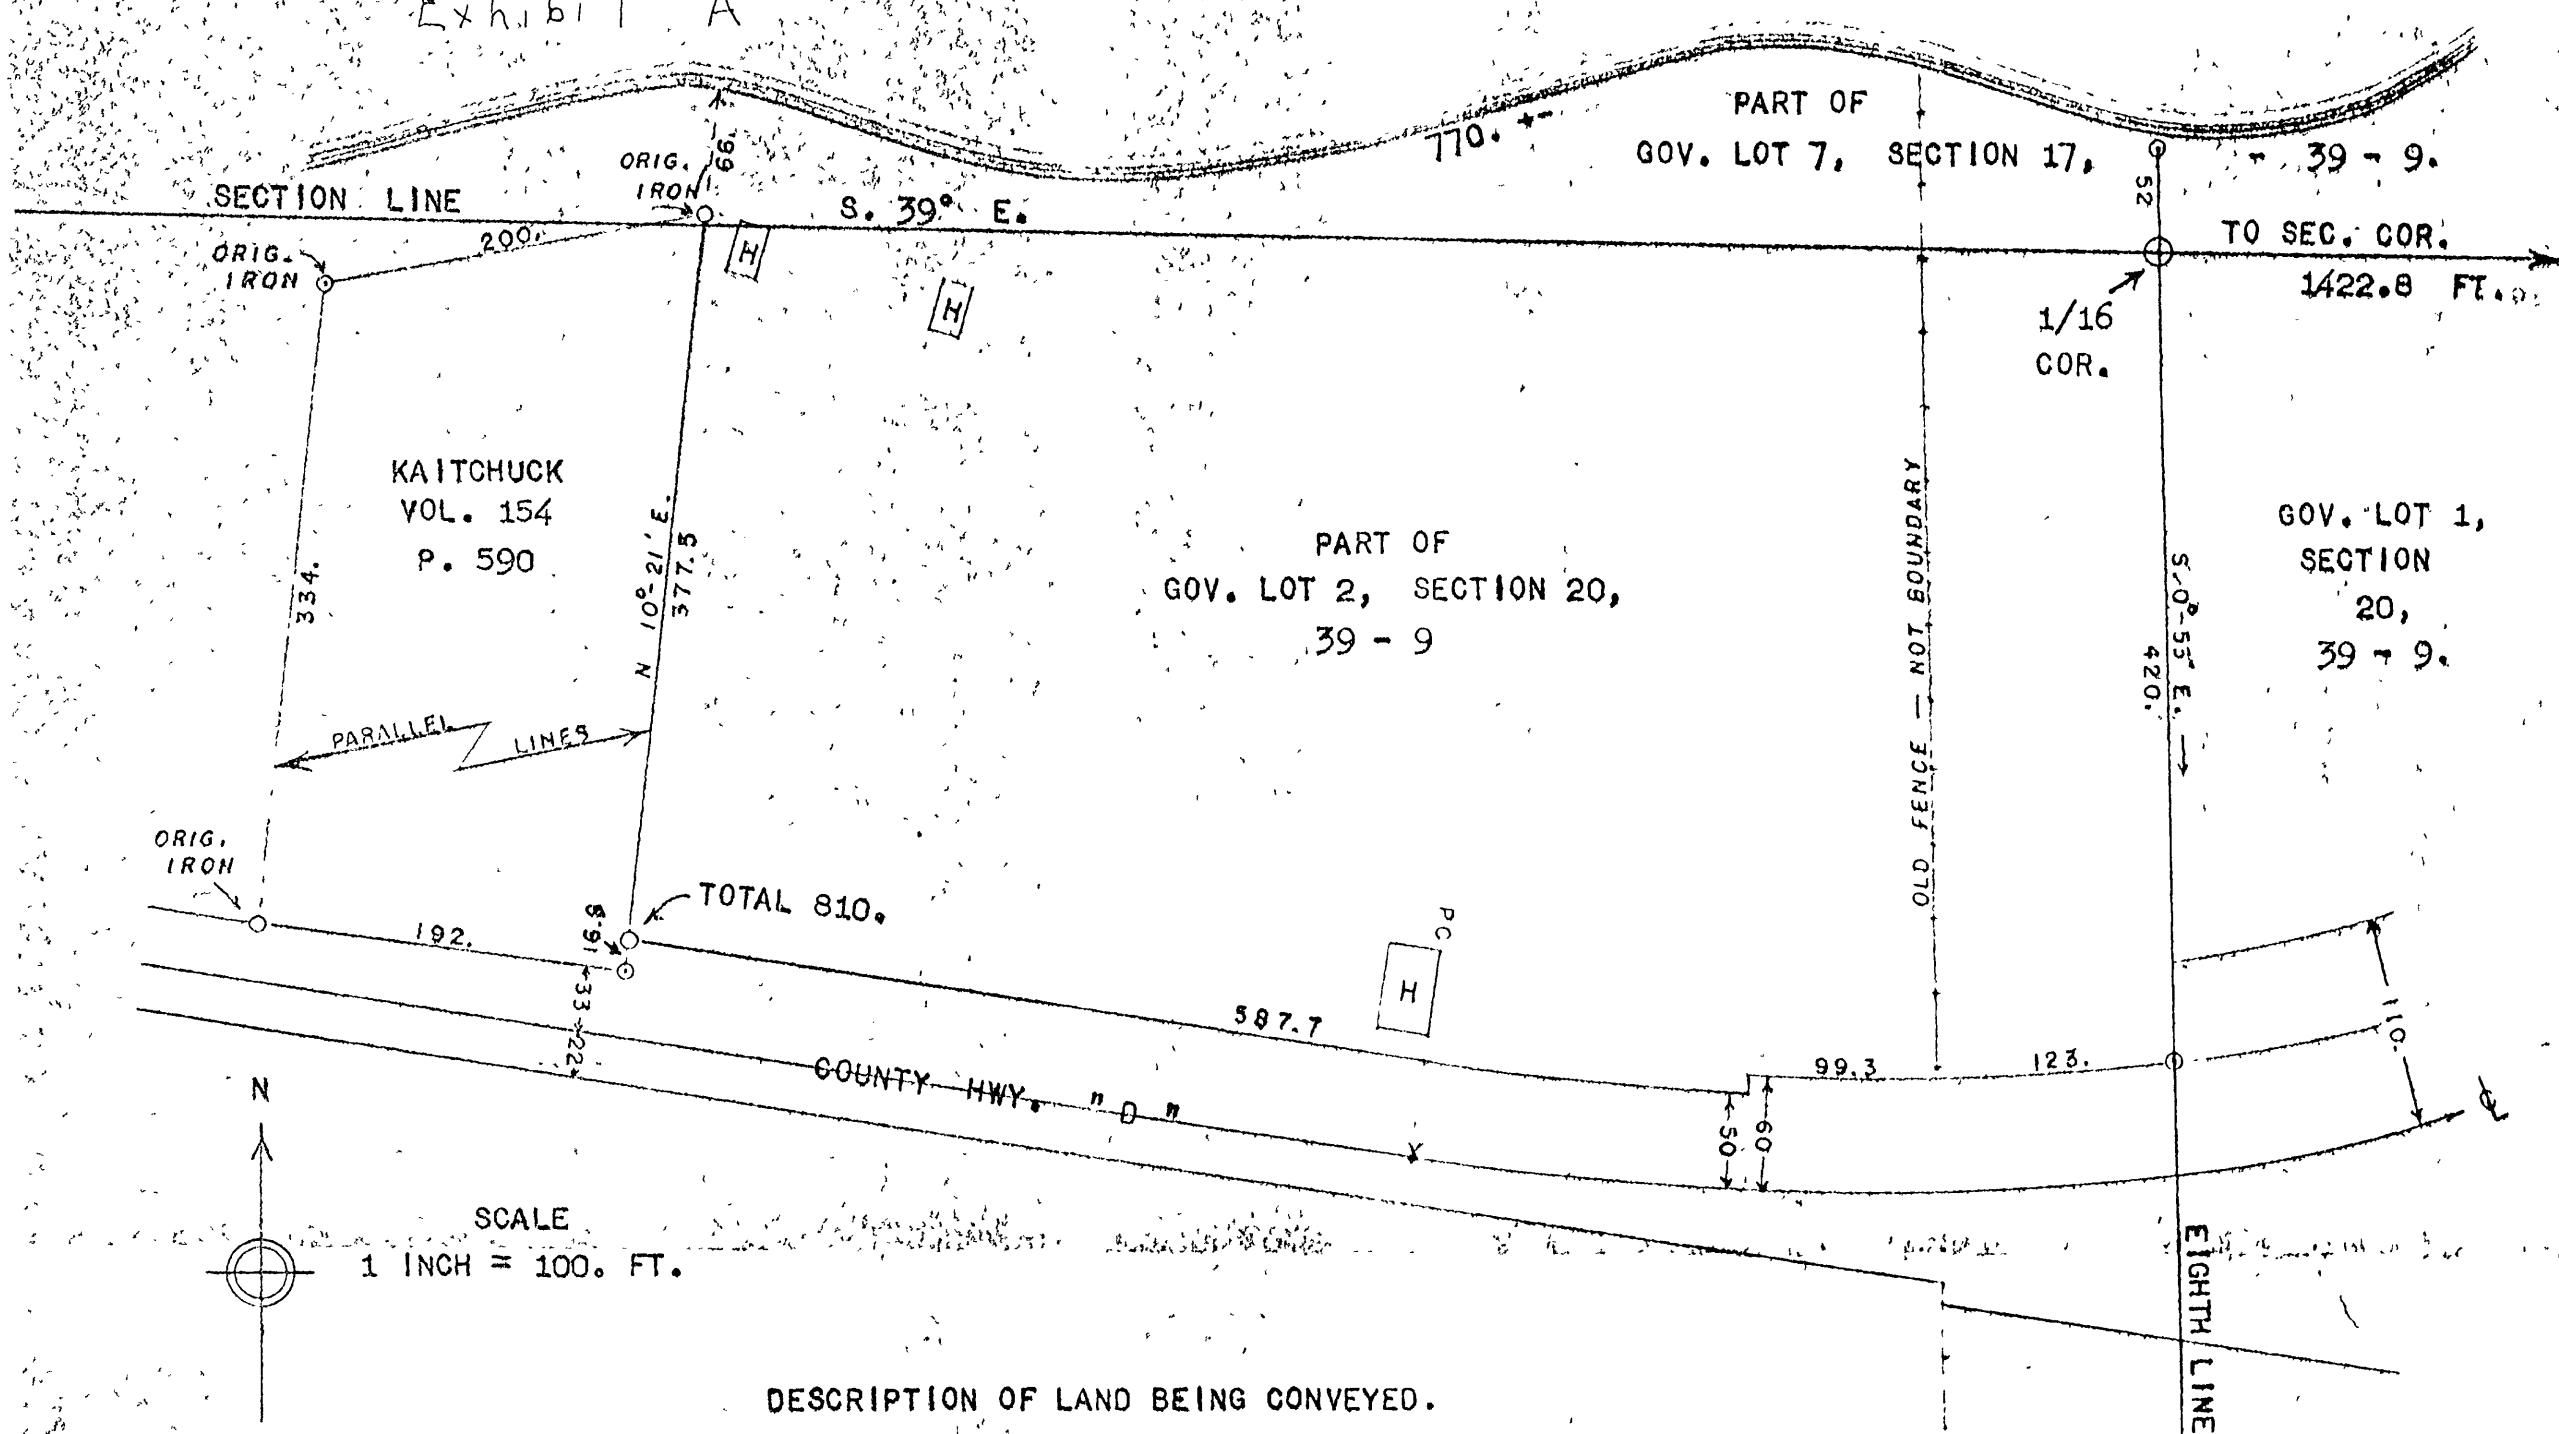 Exhibit A
PART OF
GOV. LOT 7, SECTION 17, - 39 - 9.
770. +-
66.
ORIG.
IRON
SECTION LINE
S. 39° E.
52
TO SEC. COR.
1422.8 FT.
ORIG.
IRON
200.
H
H
1/16
COR.
KAITCHUCK
VOL. 154
P. 590
334.
N 10°-21' E.
377.5
PART OF
GOV. LOT 2, SECTION 20,
39 - 9
OLD FENCE — NOT BOUNDARY
S. 0°-55' E. →
420.
GOV. LOT 1,
SECTION
20,
39 - 9.
PARALLEL LINES
ORIG.
IRON
TOTAL 810.
192.
16.8
33
22
PC
H
587.7
99.3
123.
110.
COUNTY HWY. "D"
50
60
℄
N
SCALE
1 INCH = 100. FT.
EIGHTH LINE
DESCRIPTION OF LAND BEING CONVEYED.